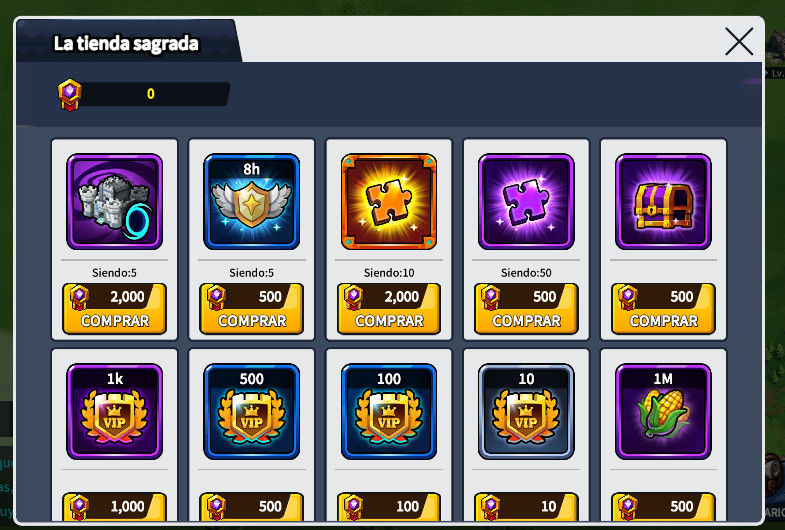 La tienda sagrada
0
Lv.
8h
Siendo:5
Siendo:5
Siendo:10
Siendo:50
2,000
500
2,000
500
500
COMPRAR
COMPRAR
COMPRAR
COMPRAR
COMPRAR
1k
500
100
10
1M
VIP
VIP
VIP
VIP
1,000
500
100
10
500